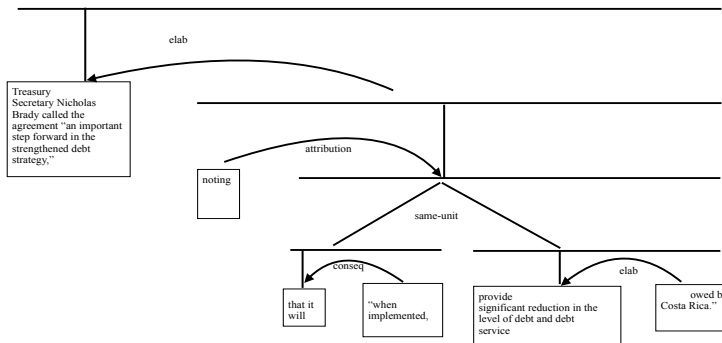 elab
Treasury
Secretary Nicholas
Brady called the
agreement “an important
step forward in the
strengthened debt
strategy,”
attribution
noting
same-unit
conseq
elab
that it
will
“when
implemented,
provide
significant reduction in the
level of debt and debt
service
owed
Costa Rica.”